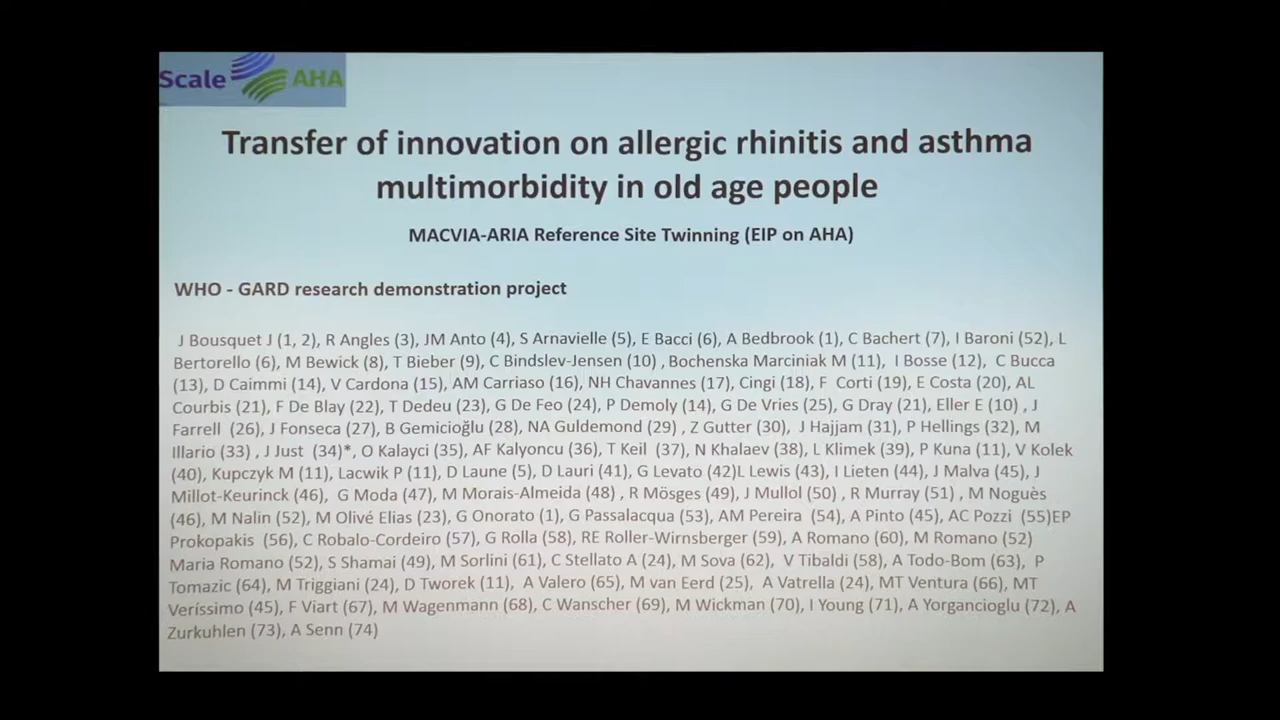 Scale AHA
Transfer of innovation on allergic rhinitis and asthma
multimorbidity in old age people
MACVIA-ARIA Reference Site Twinning (EIP on AHA)
WHO - GARD research demonstration project
J Bousquet J (1, 2), R Angles (3), JM Anto (4), S Arnavielle (5), E Bacci (6), A Bedbrook (1), C Bachert (7), I Baroni (52), L
Bertorello (6), M Bewick (8), T Bieber (9), C Bindslev-Jensen (10) , Bochenska Marciniak M (11), I Bosse (12), C Bucca
(13), D Caimmi (14), V Cardona (15), AM Carriaso (16), NH Chavannes (17), Cingi (18), F Corti (19), E Costa (20), AL
Courbis (21), F De Blay (22), T Dedeu (23), G De Feo (24), P Demoly (14), G De Vries (25), G Dray (21), Eller E (10) , J
Farrell (26), J Fonseca (27), B Gemicioğlu (28), NA Guldemond (29) , Z Gutter (30), J Hajjam (31), P Hellings (32), M
Illario (33) , J Just (34)*, O Kalayci (35), AF Kalyoncu (36), T Keil (37), N Khalaev (38), L Klimek (39), P Kuna (11), V Kolek
(40), Kupczyk M (11), Lacwik P (11), D Laune (5), D Lauri (41), G Levato (42)L Lewis (43), I Lieten (44), J Malva (45), J
Millot-Keurinck (46), G Moda (47), M Morais-Almeida (48) , R Mösges (49), J Mullol (50) , R Murray (51) , M Noguès
(46), M Nalin (52), M Olivé Elias (23), G Onorato (1), G Passalacqua (53), AM Pereira (54), A Pinto (45), AC Pozzi (55)EP
Prokopakis (56), C Robalo-Cordeiro (57), G Rolla (58), RE Roller-Wirnsberger (59), A Romano (60), M Romano (52)
Maria Romano (52), S Shamai (49), M Sorlini (61), C Stellato A (24), M Sova (62), V Tibaldi (58), A Todo-Bom (63), P
Tomazic (64), M Triggiani (24), D Tworek (11), A Valero (65), M van Eerd (25), A Vatrella (24), MT Ventura (66), MT
Veríssimo (45), F Viart (67), M Wagenmann (68), C Wanscher (69), M Wickman (70), I Young (71), A Yorgancioglu (72), A
Zurkuhlen (73), A Senn (74)